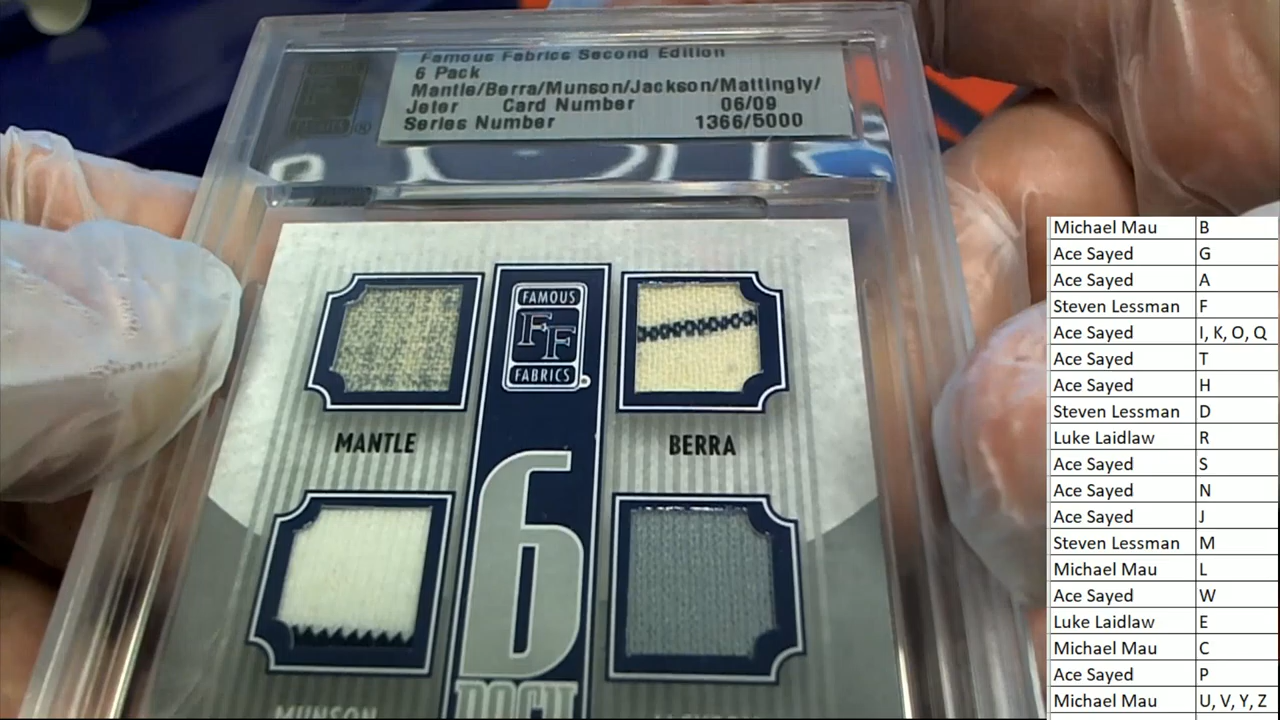 Famous Fabrics Second Edition
6 Pack
Mantle/Berra/Munson/Jackson/Mattingly/
Jeter Card Number 06/09
Series Number 1366/5000
FAMOUS
FF
FABRICS
MANTLE
BERRA
6
PACK
MUNSON
JACKSON
Michael Mau B
Ace Sayed G
Ace Sayed A
Steven Lessman F
Ace Sayed I, K, O, Q
Ace Sayed T
Ace Sayed H
Steven Lessman D
Luke Laidlaw R
Ace Sayed S
Ace Sayed N
Ace Sayed J
Steven Lessman M
Michael Mau L
Ace Sayed W
Luke Laidlaw E
Michael Mau C
Ace Sayed P
Michael Mau U, V, Y, Z